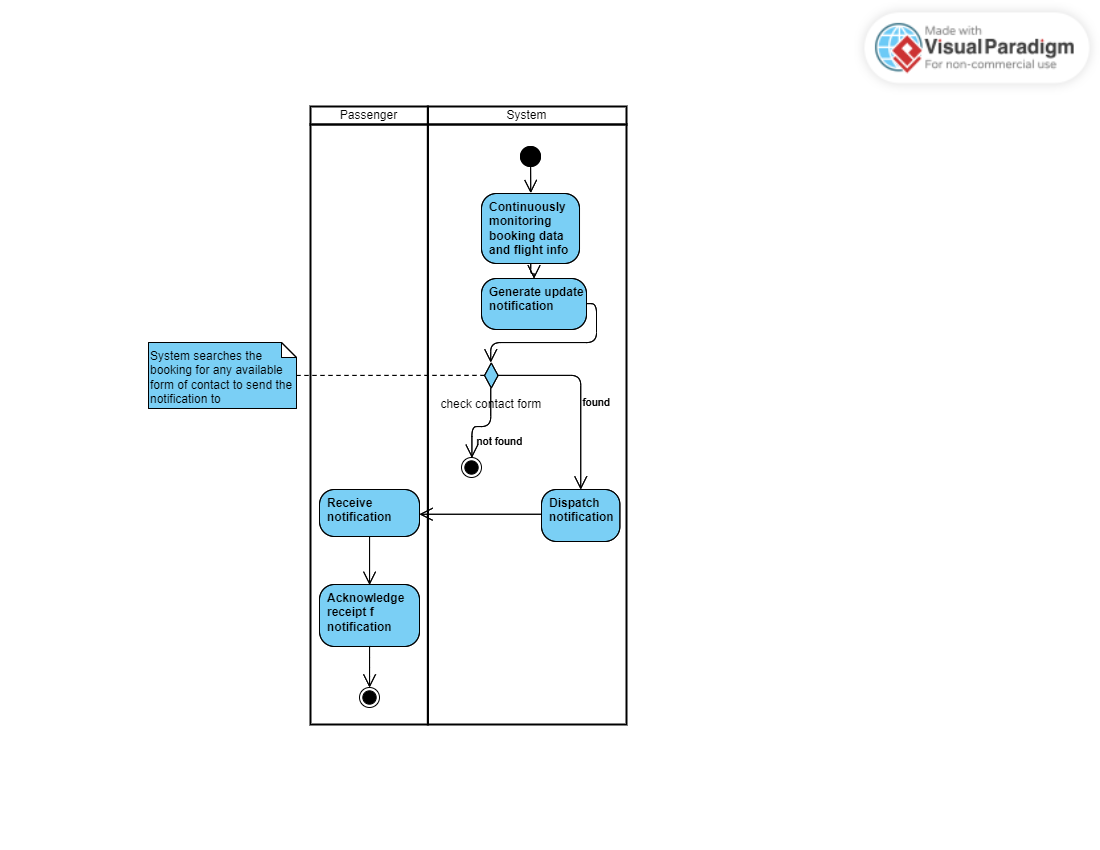 Made with
Visual Paradigm
For non-commercial use
Passenger
System
Continuously
monitoring
booking data
and flight info
Generate update
notification
System searches the
booking for any available
form of contact to send the
notification to
check contact form
found
not found
Receive
notification
Dispatch
notification
Acknowledge
receipt f
notification